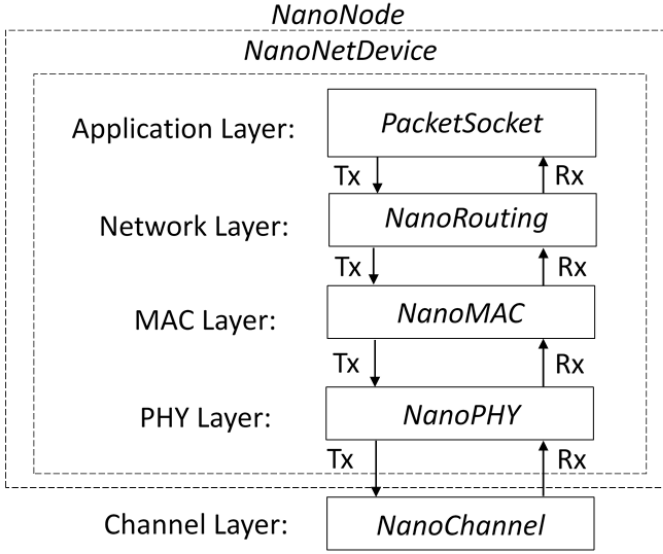 NanoNode
NanoNetDevice
Application Layer: PacketSocket
Tx Rx
Network Layer: NanoRouting
Tx Rx
MAC Layer: NanoMAC
Tx Rx
PHY Layer: NanoPHY
Tx Rx
Channel Layer: NanoChannel